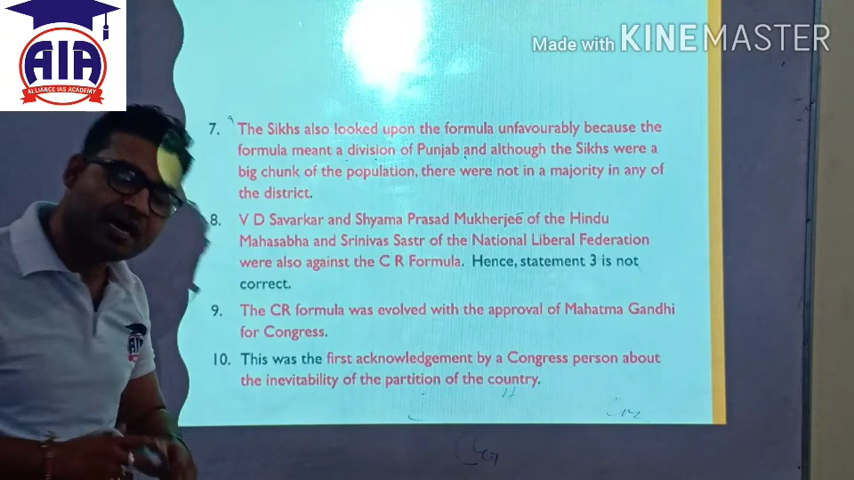 Made with KINEMASTER
AIA
ALLIANCE IAS ACADEMY
7. The Sikhs also looked upon the formula unfavourably because the
formula meant a division of Punjab and although the Sikhs were a
big chunk of the population, there were not in a majority in any of
the district.
8. V D Savarkar and Shyama Prasad Mukherjee of the Hindu
Mahasabha and Srinivas Sastr of the National Liberal Federation
were also against the C R Formula. Hence, statement 3 is not
correct.
9. The CR formula was evolved with the approval of Mahatma Gandhi
for Congress.
10. This was the first acknowledgement by a Congress person about
the inevitability of the partition of the country.
AIA